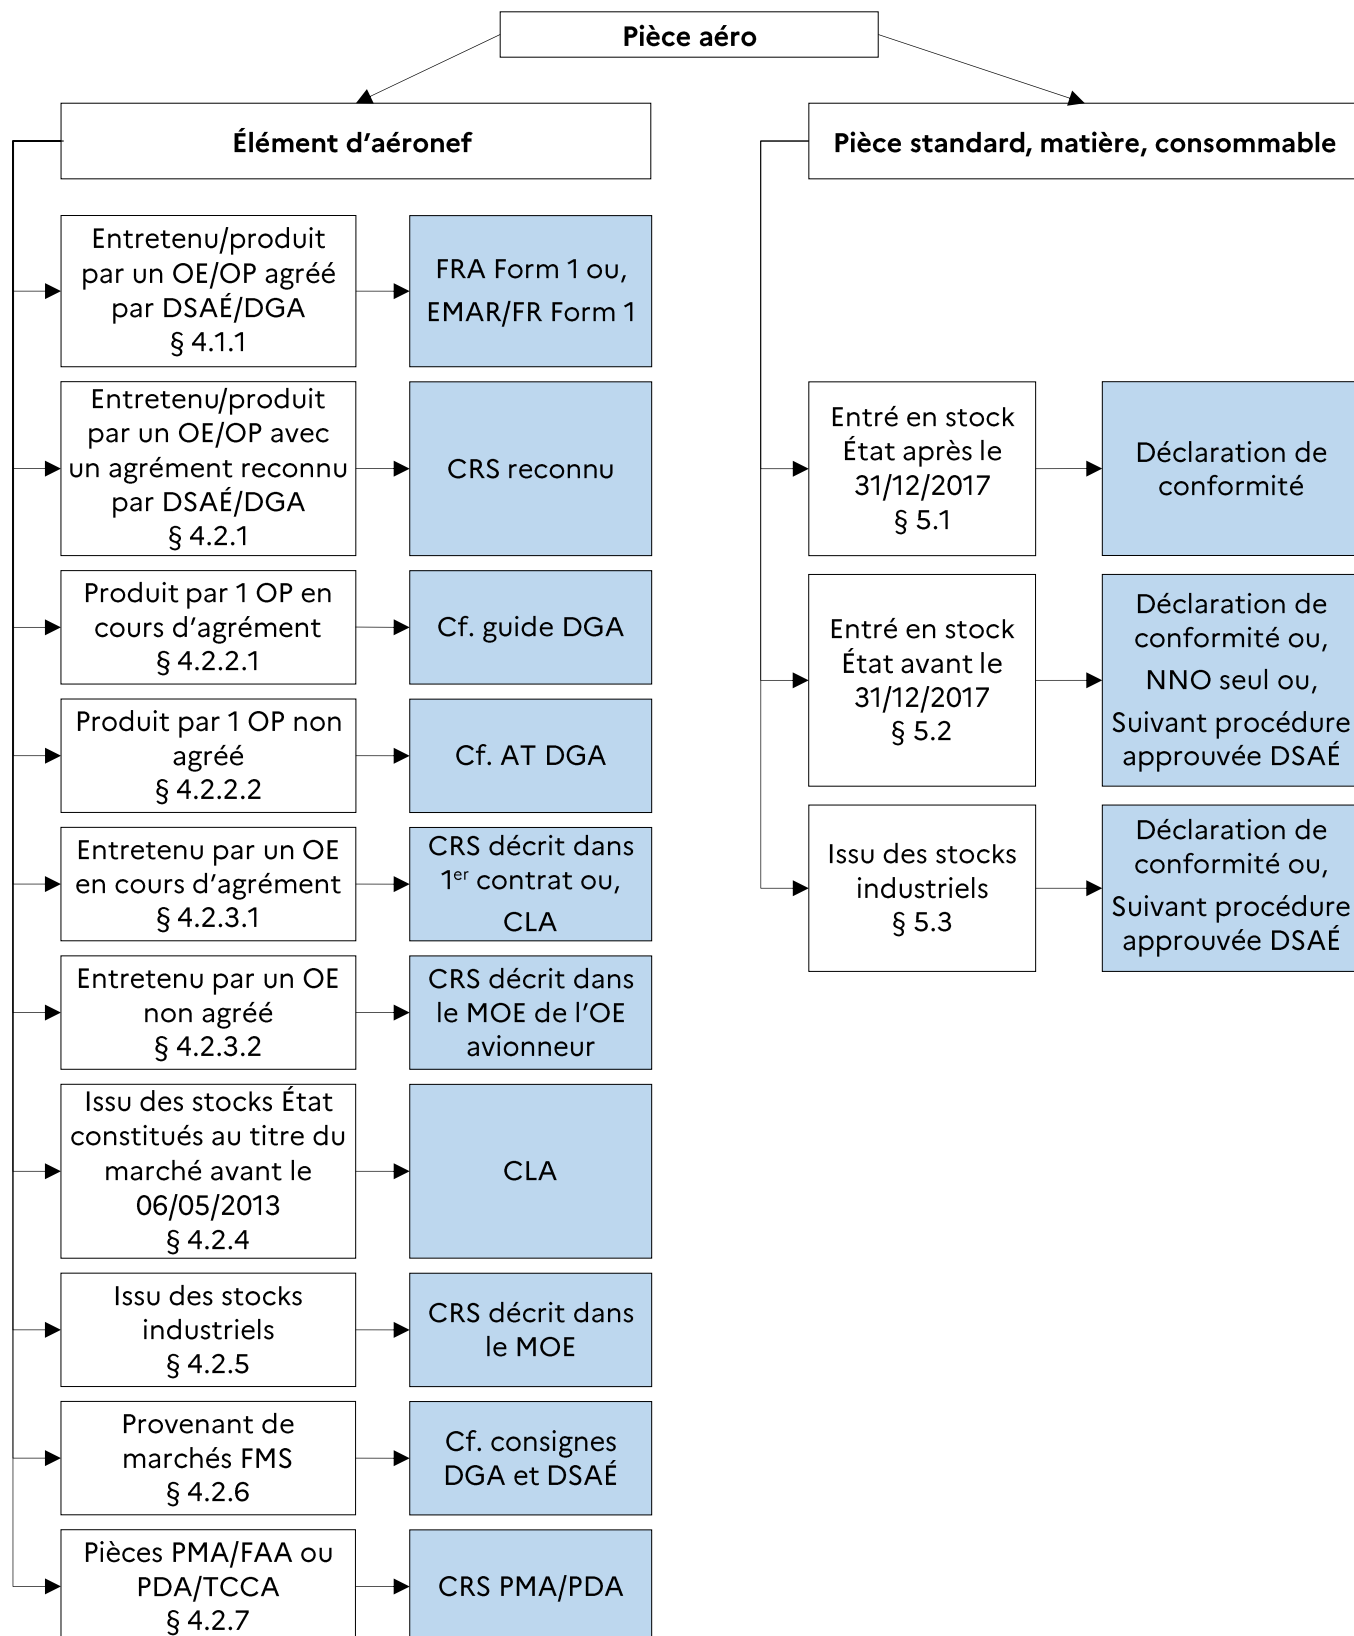 Pièce aéro
Élément d’aéronef
Entretenu/produit
par un OE/OP agréé
par DSAÉ/DGA
§ 4.1.1
FRA Form 1 ou,
EMAR/FR Form 1
Entretenu/produit
par un OE/OP avec
un agrément reconnu
par DSAÉ/DGA
§ 4.2.1
CRS reconnu
Produit par 1 OP en
cours d’agrément
§ 4.2.2.1
Cf. guide DGA
Produit par 1 OP non
agréé
§ 4.2.2.2
Cf. AT DGA
Entretenu par un OE
en cours d’agrément
§ 4.2.3.1
CRS décrit dans
1er contrat ou,
CLA
Entretenu par un OE
non agréé
§ 4.2.3.2
CRS décrit dans
le MOE de l’OE
avionneur
Issu des stocks État
constitués au titre du
marché avant le
06/05/2013
§ 4.2.4
CLA
Issu des stocks
industriels
§ 4.2.5
CRS décrit dans
le MOE
Provenant de
marchés FMS
§ 4.2.6
Cf. consignes
DGA et DSAÉ
Pièces PMA/FAA ou
PDA/TCCA
§ 4.2.7
CRS PMA/PDA
Pièce standard, matière, consommable
Entré en stock
État après le
31/12/2017
§ 5.1
Déclaration de
conformité
Entré en stock
État avant le
31/12/2017
§ 5.2
Déclaration de
conformité ou,
NNO seul ou,
Suivant procédure
approuvée DSAÉ
Issu des stocks
industriels
§ 5.3
Déclaration de
conformité ou,
Suivant procédure
approuvée DSAÉ